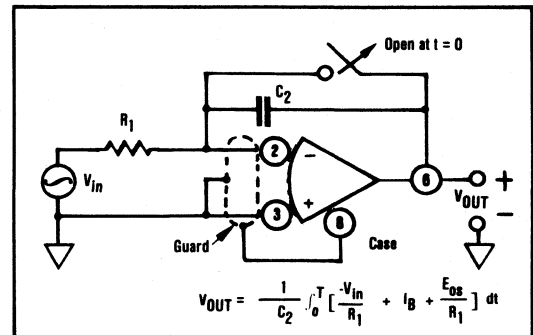 Open at t = 0
C2
R1
2
−
Vin
6
+
VOUT
−
+
3
8
Guard
Case
VOUT = 1/C2 ∫₀ᵀ [-Vin/R1 + IB + Eos/R1] dt